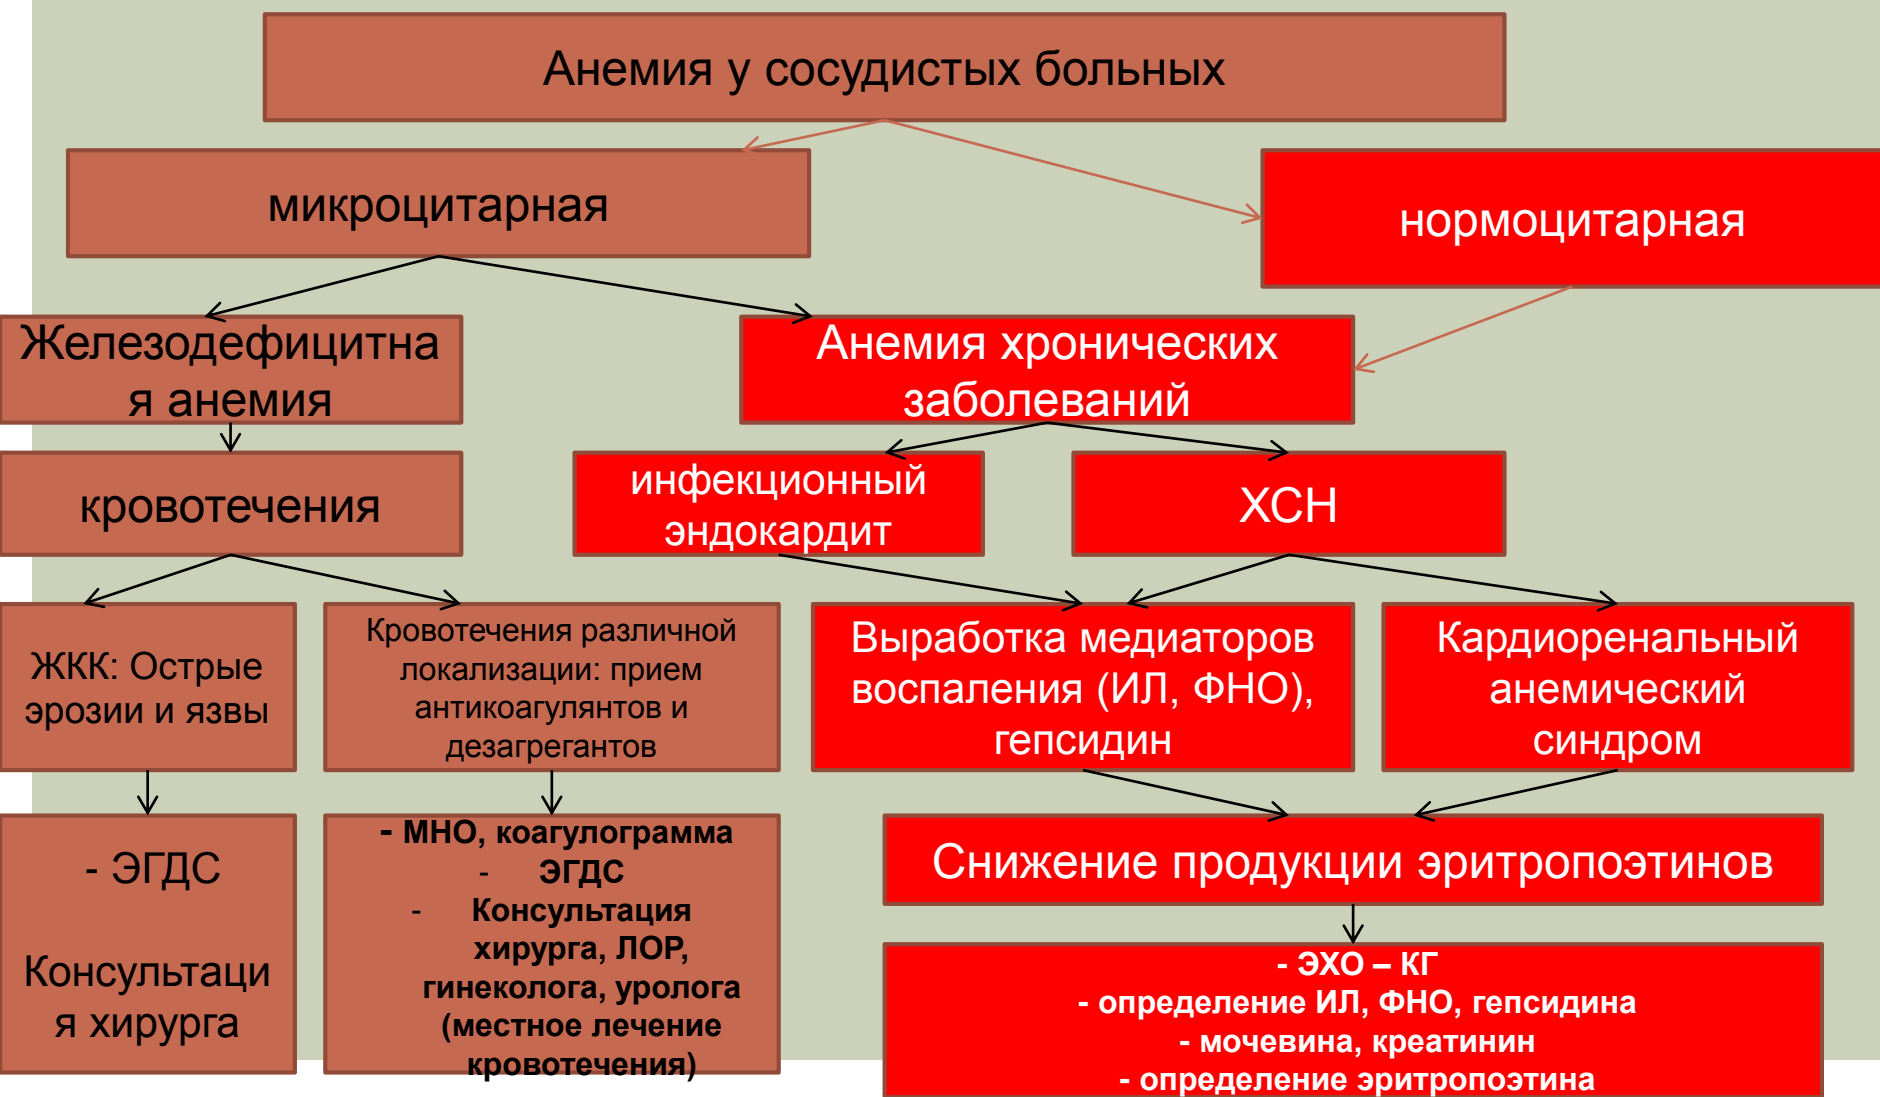 Анемия у сосудистых больных
микроцитарная
нормоцитарная
Железодефицитна
я анемия
Анемия хронических
заболеваний
кровотечения
инфекционный
эндокардит
ХСН
ЖКК: Острые
эрозии и язвы
Кровотечения различной
локализации: прием
антикоагулянтов и
дезагрегантов
Выработка медиаторов
воспаления (ИЛ, ФНО),
гепсидин
Кардиоренальный
анемический
синдром
- ЭГДС
Консультаци
я хирурга
- МНО, коагулограмма
- ЭГДС
- Консультация
хирурга, ЛОР,
гинеколога, уролога
(местное лечение
кровотечения)
Снижение продукции эритропоэтинов
- ЭХО – КГ
- определение ИЛ, ФНО, гепсидина
- мочевина, креатинин
- определение эритропоэтина